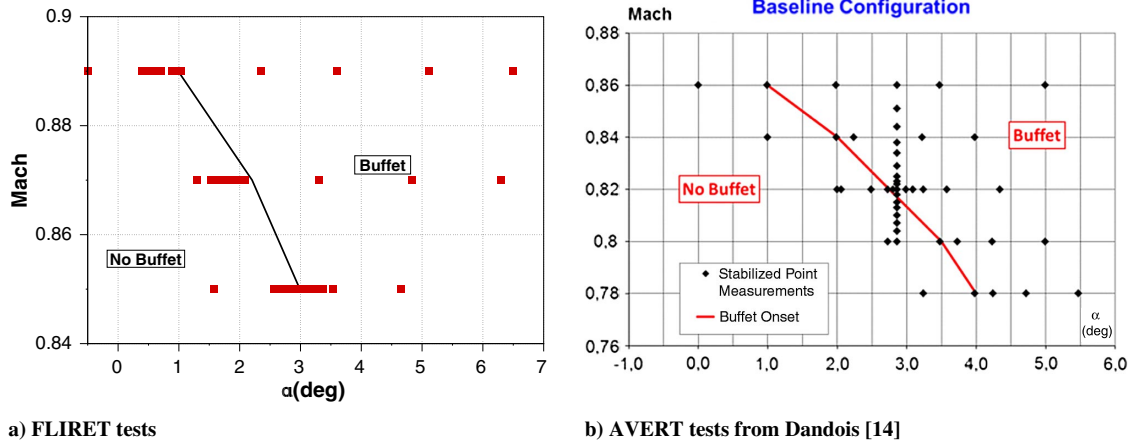 0.9
0.88
0.86
0.84
Mach
Buffet
No Buffet
0
1
2
3
4
5
6
7
α(deg)
a) FLIRET tests
Baseline Configuration
Mach
0,88
0,86
0,84
0,82
0,8
0,78
0,76
Buffet
No Buffet
Stabilized Point
Measurements
Buffet Onset
α
(deg)
-1,0
0,0
1,0
2,0
3,0
4,0
5,0
6,0
b) AVERT tests from Dandois [14]